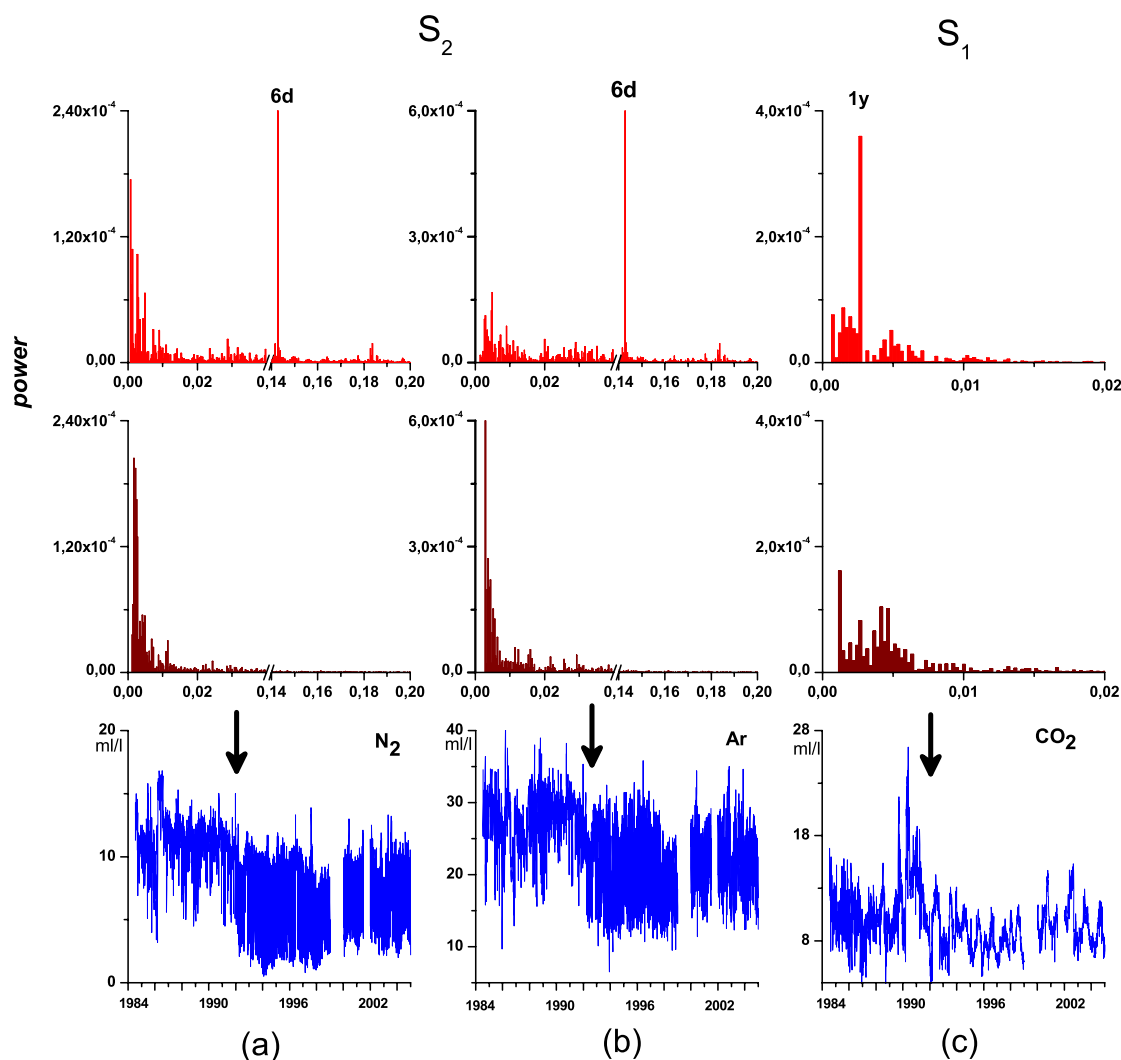 S2 S1
6d 6d 1y
2,40x10-4 6,0x10-4 4,0x10-4
1,20x10-4 3,0x10-4 2,0x10-4
0,00 0,0 0,0
0,00 0,02 0,14 0,16 0,18 0,20 0,00 0,02 0,14 0,16 0,18 0,20 0,00 0,01 0,02
power
2,40x10-4 6,0x10-4 4,0x10-4
1,20x10-4 3,0x10-4 2,0x10-4
0,00 0,0 0,0
0,00 0,02 0,14 0,16 0,18 0,20 0,00 0,02 0,14 0,16 0,18 0,20 0,00 0,01 0,02
20 40 28
ml/l N2 ml/l Ar ml/l CO2
30
18
10
20
8
10
0
1984 1990 1996 2002 1984 1990 1996 2002 1984 1990 1996 2002
(a) (b) (c)